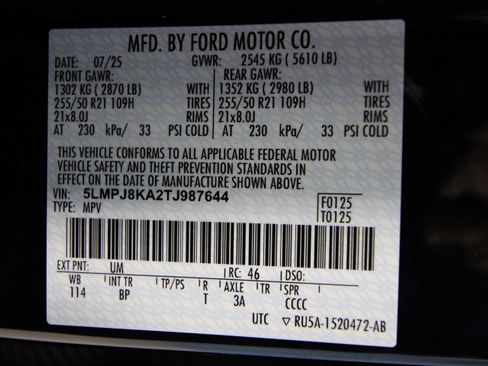 MFD. BY FORD MOTOR CO.
DATE: 07/25 GVWR: 2545 KG ( 5610 LB)
FRONT GAWR: REAR GAWR:
1302 KG ( 2870 LB) WITH 1352 KG ( 2980 LB) WITH
255/50 R21 109H TIRES 255/50 R21 109H TIRES
21x8.0J RIMS 21x8.0J RIMS
AT 230 kPa/ 33 PSI COLD AT 230 kPa/ 33 PSI COLD
THIS VEHICLE CONFORMS TO ALL APPLICABLE FEDERAL MOTOR
VEHICLE SAFETY AND THEFT PREVENTION STANDARDS IN
EFFECT ON THE DATE OF MANUFACTURE SHOWN ABOVE.
VIN: 5LMPJ8KA2TJ987644 F0125
TYPE: MPV T0125
EXT PNT: UM RC: 46 DSO:
WB INT TR TP/PS R AXLE TR SPR
114 BP T 3A CCCC
UTC ▽ RU5A-1520472-AB